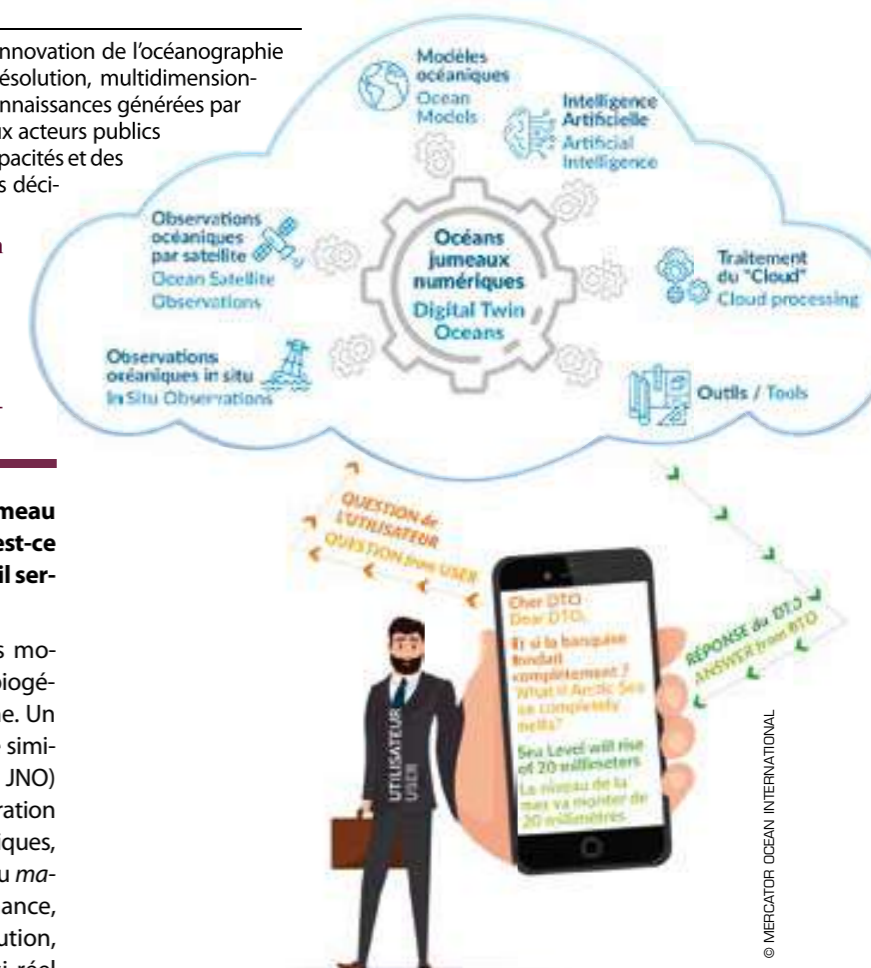 nnovation de l'océanographie
ésolution, multidimension-
nnaissances générées par
ux acteurs publics
pacités et des
s déci-
meau
est-ce
il ser-
s mo-
piogé-
ne. Un
simi-
JNO)
ration
iques,
u ma-
sance,
ution,
Modèles
océaniques
Ocean
Models
Intelligence
Artificielle
Artificial
Intelligence
Observations
océaniques
par satellite
Ocean Satellite
Observations
Océans
jumeaux
numériques
Digital Twin
Oceans
Traitement
du "Cloud"
Cloud processing
Observations
océaniques in situ
In Situ Observations
Outils / Tools
QUESTION de
L'UTILISATEUR
QUESTION from USER
Cher DTO
Dear DTO,
Et si la banquise
fondait
complètement ?
What if Arctic Sea
ice completely
melts?
Sea Level will rise
of 20 millimeters
Le niveau de la
mer va monter de
20 millimètres
RÉPONSE du DTO
ANSWER from DTO
UTILISATEUR
USER
© MERCATOR OCEAN INTERNATIONAL